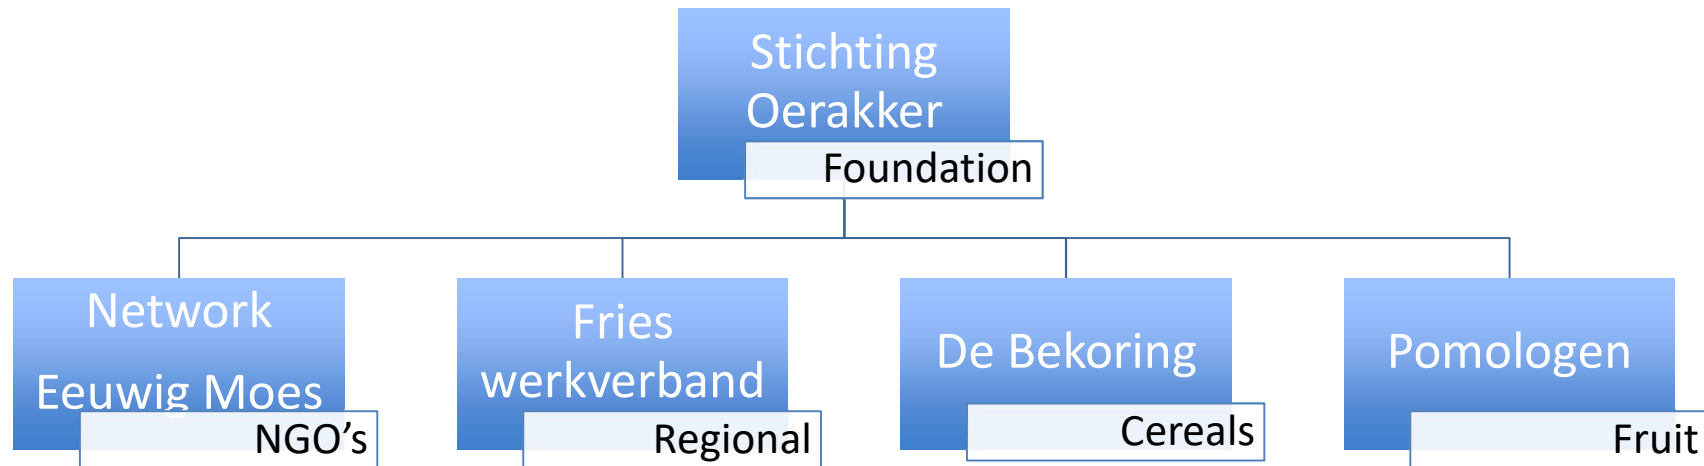 Stichting
Oerakker
Foundation
Network
Eeuwig Moes
NGO’s
Fries
werkverband
Regional
De Bekoring
Cereals
Pomologen
Fruit